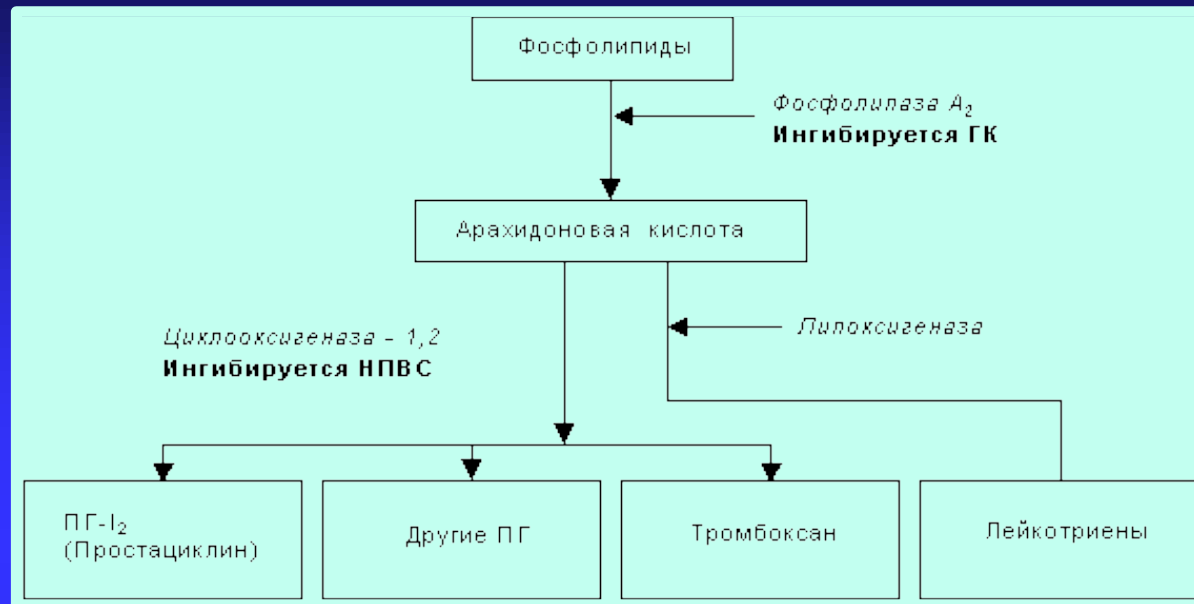 Фосфолипиды
Фосфолипаза А₂
Ингибируется ГК
Арахидоновая кислота
Циклооксигеназа – 1,2
Ингибируется НПВС
Липоксигеназа
ПГ-I₂
(Простациклин)
Другие ПГ
Тромбоксан
Лейкотриены